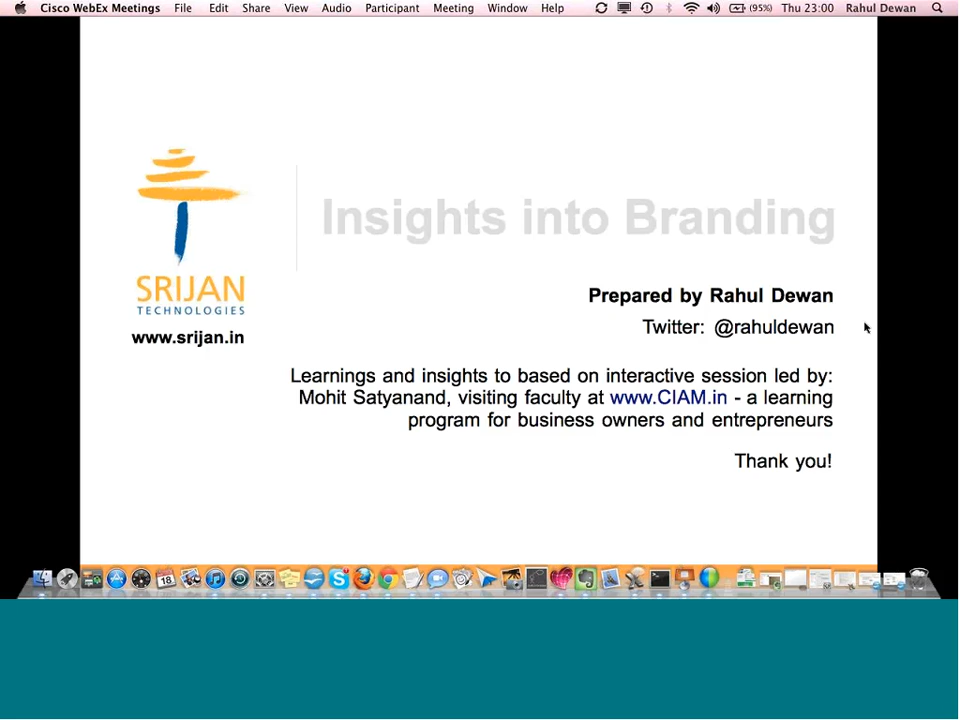 Cisco WebEx Meetings File Edit Share View Audio Participant Meeting Window Help (95%) Thu 23:00 Rahul Dewan
Insights into Branding
SRIJAN
TECHNOLOGIES
www.srijan.in
Prepared by Rahul Dewan
Twitter: @rahuldewan
Learnings and insights to based on interactive session led by:
Mohit Satyanand, visiting faculty at www.CIAM.in - a learning
program for business owners and entrepreneurs
Thank you!
18